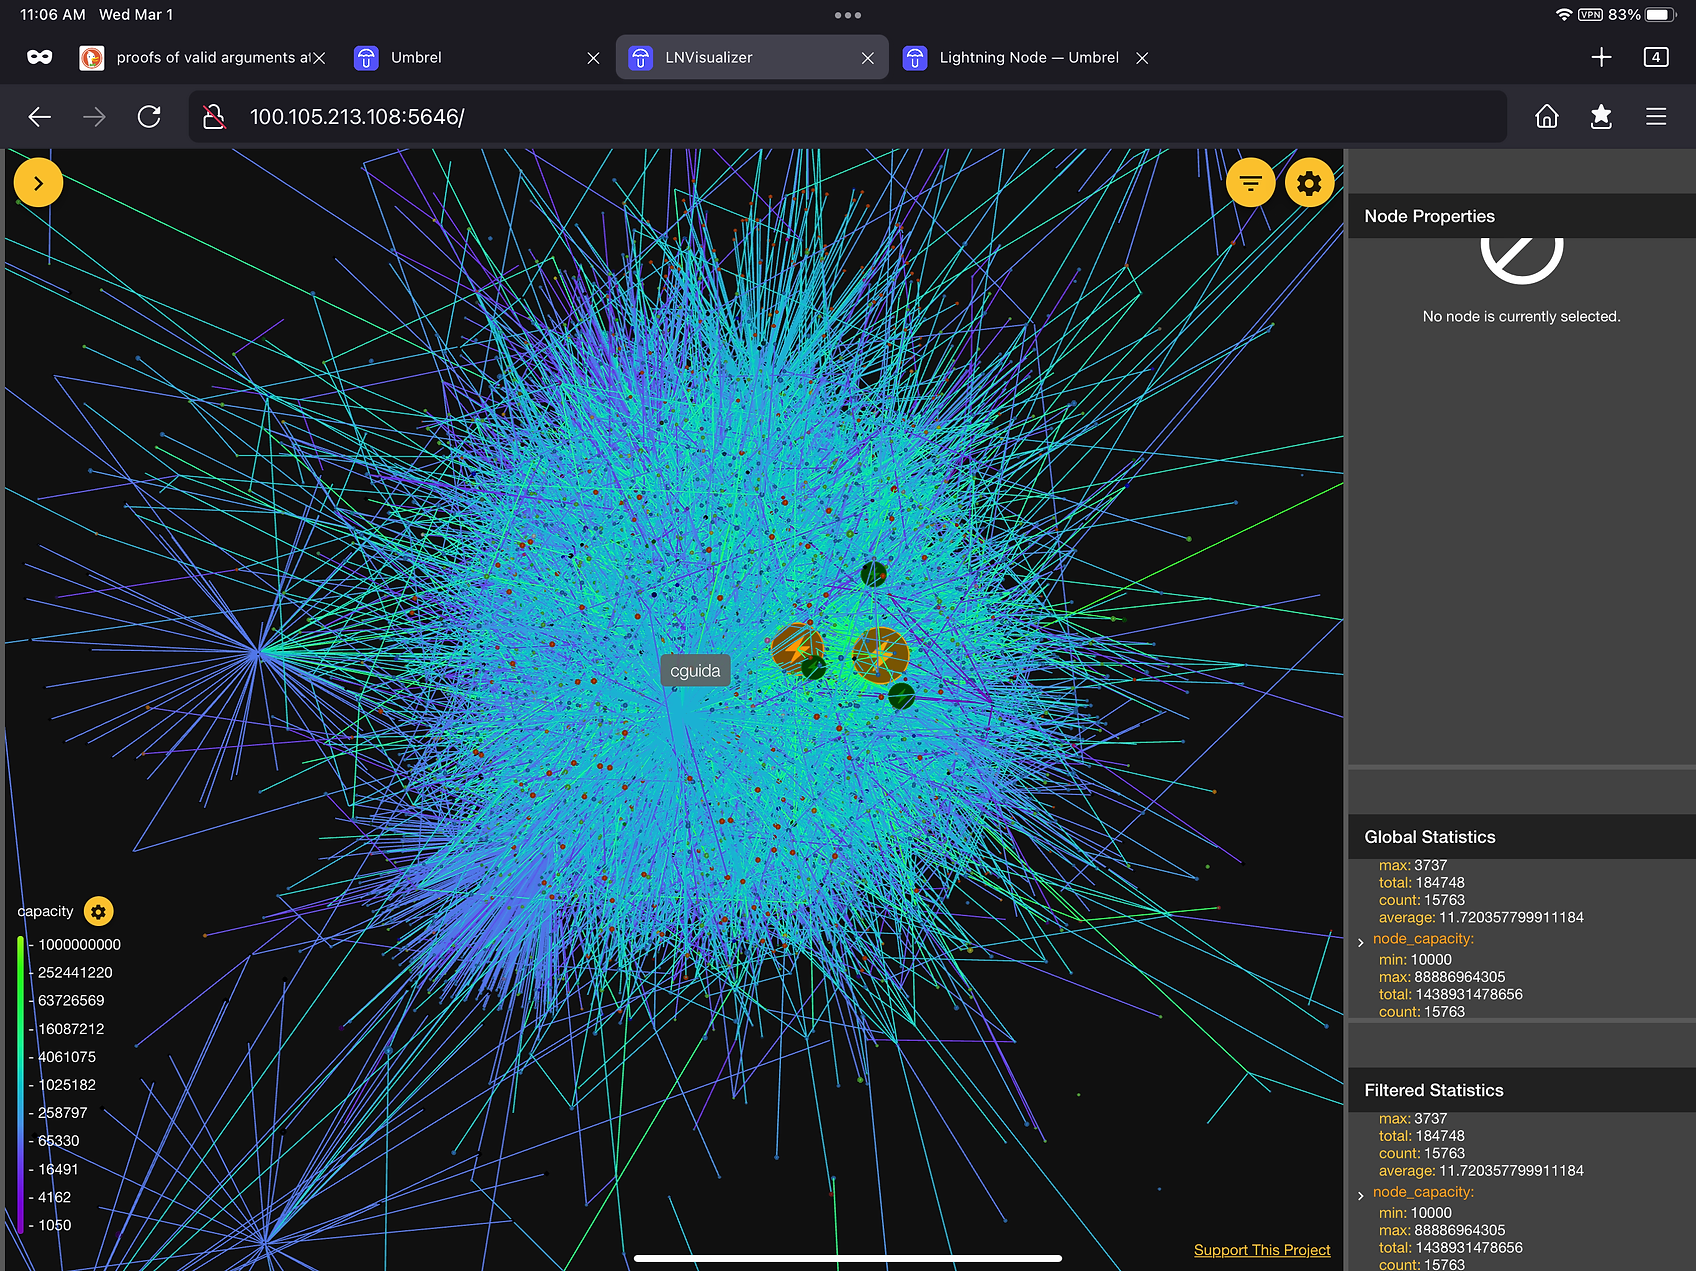 11:06 AM Wed Mar 1
VPN 83%
proofs of valid arguments at
Umbrel
LNVisualizer
Lightning Node — Umbrel
4
100.105.213.108:5646/
Node Properties
No node is currently selected.
cguida
Global Statistics
max: 3737
total: 184748
count: 15763
average: 11.720357799911184
node_capacity:
min: 10000
max: 88886964305
total: 1438931478656
count: 15763
Filtered Statistics
max: 3737
total: 184748
count: 15763
average: 11.720357799911184
node_capacity:
min: 10000
max: 88886964305
total: 1438931478656
count: 15763
capacity
- 1000000000
- 252441220
- 63726569
- 16087212
- 4061075
- 1025182
- 258797
- 65330
- 16491
- 4162
- 1050
Support This Project